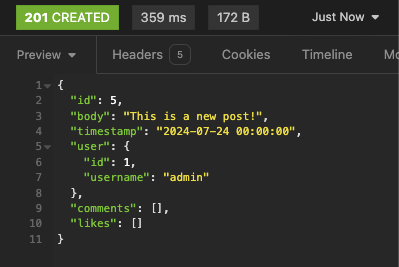 201 CREATED 359 ms 172 B Just Now
Preview Headers 5 Cookies Timeline Mo
1 {
2 "id": 5,
3 "body": "This is a new post!",
4 "timestamp": "2024-07-24 00:00:00",
5 "user": {
6 "id": 1,
7 "username": "admin"
8 },
9 "comments": [],
10 "likes": []
11 }